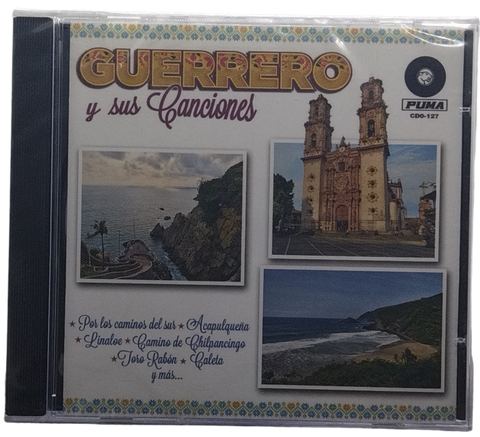 GUERRERO
y sus Canciones
PUMA
CD0-127
★ Por los caminos del sur ★ Acapulqueña
★ Linaloe ★ Camino de Chilpancingo
★ Toro Rabón ★ Caleta
y más...